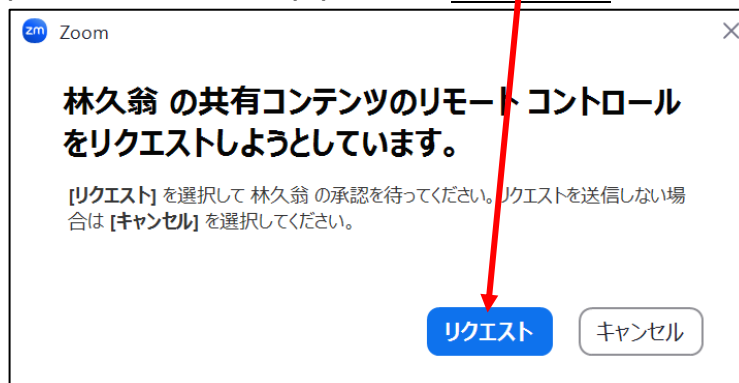 zm Zoom
林久翁 の共有コンテンツのリモート コントロール
をリクエストしようとしています。
[リクエスト] を選択して 林久翁 の承認を待ってください。リクエストを送信しない場
合は [キャンセル] を選択してください。
リクエスト キャンセル